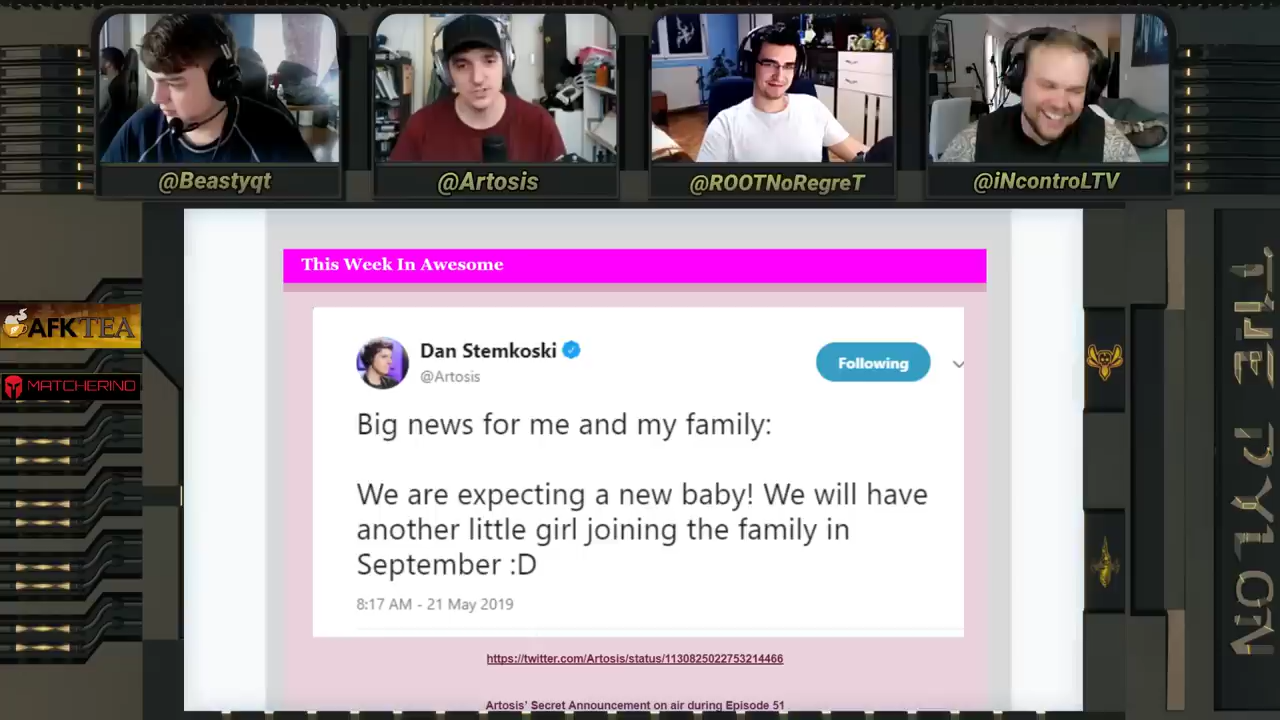 @Beastyqt
@Artosis
@ROOTNoRegreT
@iNcontroLTV
This Week In Awesome
Dan Stemkoski
@Artosis
Following
Big news for me and my family:
We are expecting a new baby! We will have
another little girl joining the family in
September :D
8:17 AM - 21 May 2019
https://twitter.com/Artosis/status/1130825022753214466
Artosis' Secret Announcement on air during Episode 51
AFKTEA
MATCHERINO
THE PYLON